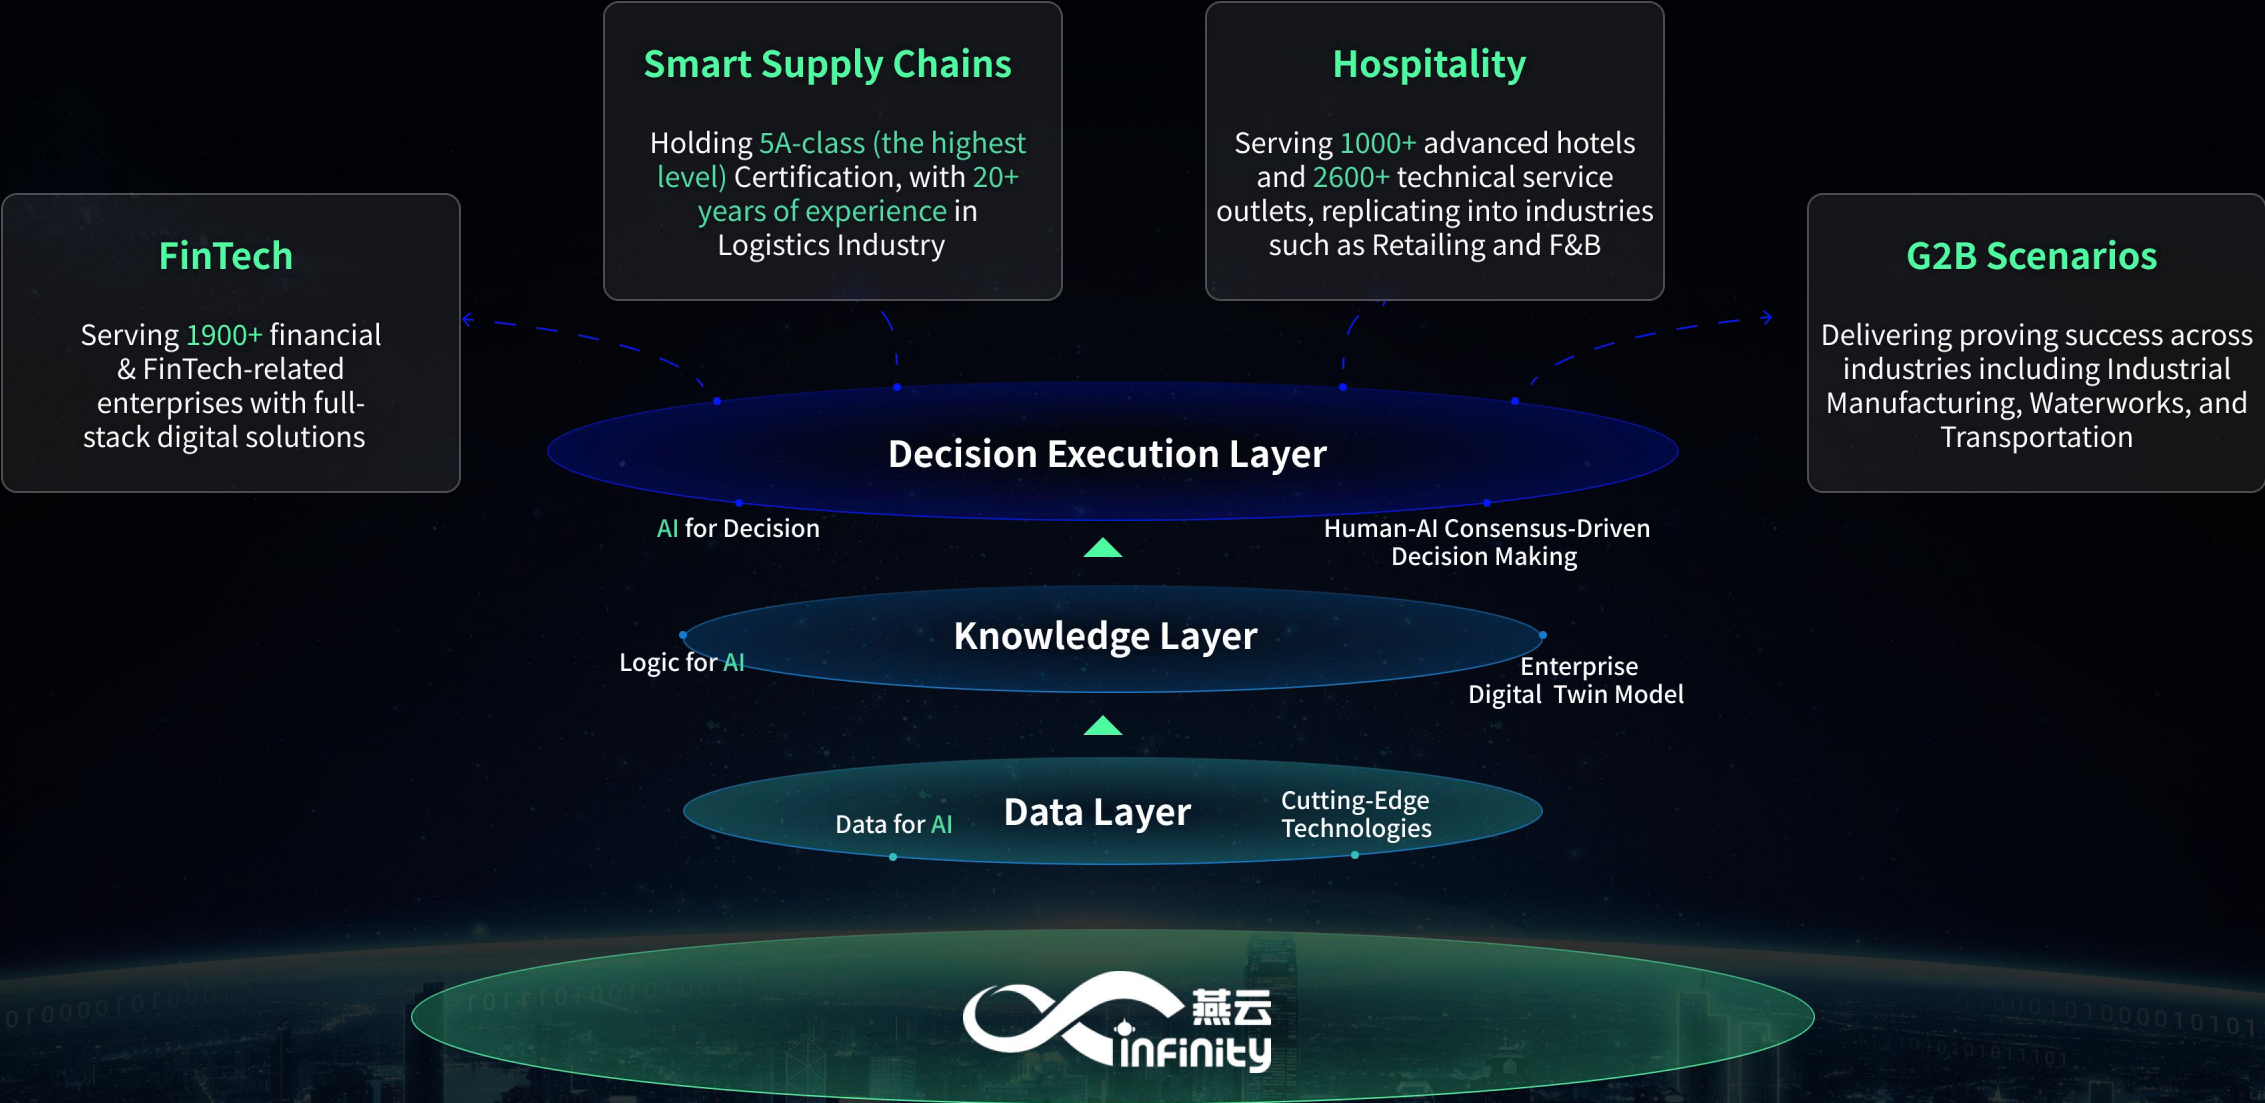 Smart Supply Chains
Holding 5A-class (the highest
level) Certification, with 20+
years of experience in
Logistics Industry
Hospitality
Serving 1000+ advanced hotels
and 2600+ technical service
outlets, replicating into industries
such as Retailing and F&B
FinTech
Serving 1900+ financial
& FinTech-related
enterprises with full-
stack digital solutions
G2B Scenarios
Delivering proving success across
industries including Industrial
Manufacturing, Waterworks, and
Transportation
Decision Execution Layer
AI for Decision
Human-AI Consensus-Driven
Decision Making
Knowledge Layer
Logic for AI
Enterprise
Digital Twin Model
Data Layer
Data for AI
Cutting-Edge
Technologies
燕云
infinity